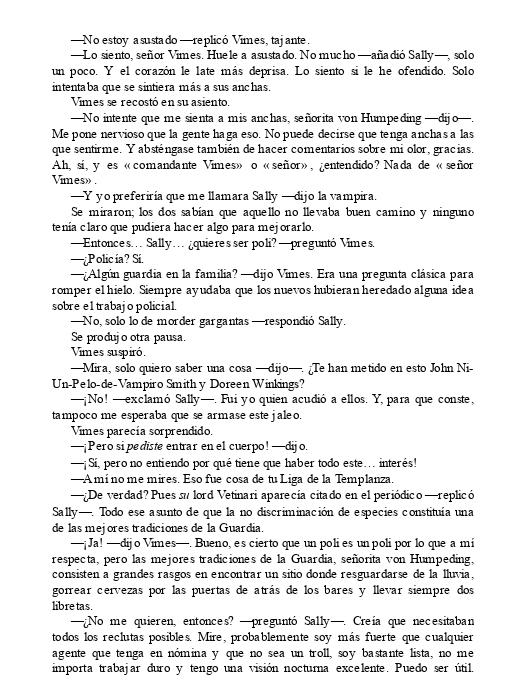 —No estoy asustado —replicó Vimes, tajante.
—Lo siento, señor Vimes. Huele a asustado. No mucho —añadió Sally—, solo
un poco. Y el corazón le late más deprisa. Lo siento si le he ofendido. Solo
intentaba que se sintiera más a sus anchas.
Vimes se recostó en su asiento.
—No intente que me sienta a mis anchas, señorita von Humpeding —dijo—.
Me pone nervioso que la gente haga eso. No puede decirse que tenga anchas a las
que sentirme. Y absténgase también de hacer comentarios sobre mi olor, gracias.
Ah, sí, y es «comandante Vimes» o «señor», ¿entendido? Nada de «señor
Vimes».
—Y yo preferiría que me llamara Sally —dijo la vampira.
Se miraron; los dos sabían que aquello no llevaba buen camino y ninguno
tenía claro que pudiera hacer algo para mejorarlo.
—Entonces… Sally… ¿quieres ser poli? —preguntó Vimes.
—¿Policía? Sí.
—¿Algún guardia en la familia? —dijo Vimes. Era una pregunta clásica para
romper el hielo. Siempre ayudaba que los nuevos hubieran heredado alguna idea
sobre el trabajo policial.
—No, solo lo de morder gargantas —respondió Sally.
Se produjo otra pausa.
Vimes suspiró.
—Mira, solo quiero saber una cosa —dijo—. ¿Te han metido en esto John Ni-
Un-Pelo-de-Vampiro Smith y Doreen Winkings?
—¡No! —exclamó Sally—. Fui yo quien acudió a ellos. Y, para que conste,
tampoco me esperaba que se armase este jaleo.
Vimes parecía sorprendido.
—¡Pero si pediste entrar en el cuerpo! —dijo.
—¡Sí, pero no entiendo por qué tiene que haber todo este… interés!
—A mí no me mires. Eso fue cosa de tu Liga de la Templanza.
—¿De verdad? Pues su lord Vetinari aparecía citado en el periódico —replicó
Sally—. Todo ese asunto de que la no discriminación de especies constituía una
de las mejores tradiciones de la Guardia.
—¡Ja! —dijo Vimes—. Bueno, es cierto que un poli es un poli por lo que a mí
respecta, pero las mejores tradiciones de la Guardia, señorita von Humpeding,
consisten a grandes rasgos en encontrar un sitio donde resguardarse de la lluvia,
gorrear cervezas por las puertas de atrás de los bares y llevar siempre dos
libretas.
—¿No me quieren, entonces? —preguntó Sally—. Creía que necesitaban
todos los reclutas posibles. Mire, probablemente soy más fuerte que cualquier
agente que tenga en nómina y que no sea un troll, soy bastante lista, no me
importa trabajar duro y tengo una visión nocturna excelente. Puedo ser útil.